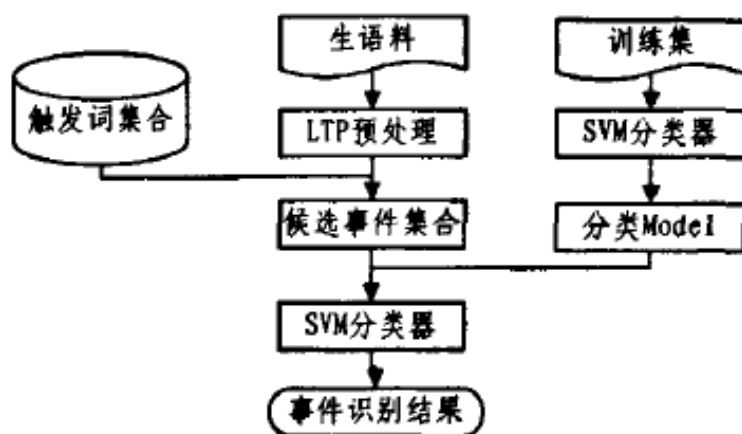 生语料
训练集
触发词集合
LTP预处理
SVM分类器
候选事件集合
分类Model
SVM分类器
事件识别结果